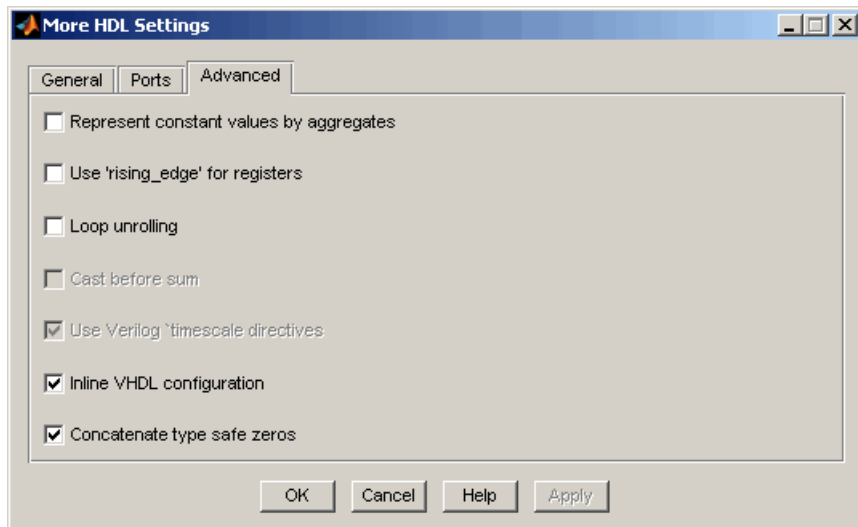 More HDL Settings
General Ports Advanced
Represent constant values by aggregates
Use 'rising_edge' for registers
Loop unrolling
Cast before sum
Use Verilog `timescale directives
Inline VHDL configuration
Concatenate type safe zeros
OK Cancel Help Apply